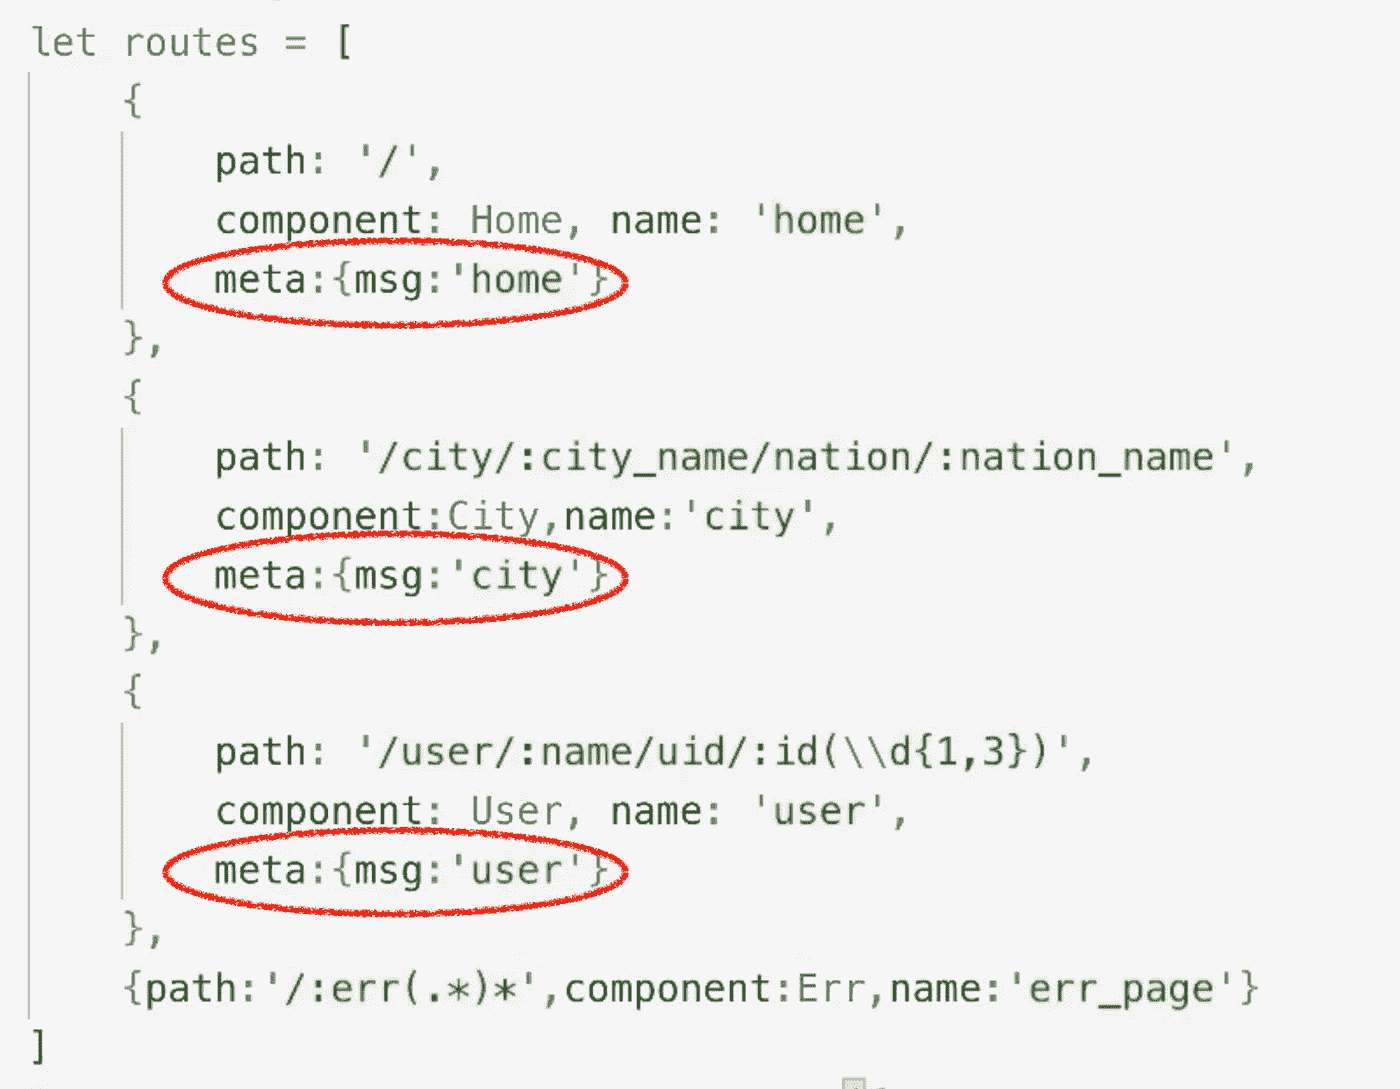 let routes = [
{
path: '/',
component: Home, name: 'home',
meta:{msg:'home'}
},
{
path: '/city/:city_name/nation/:nation_name',
component:City,name:'city',
meta:{msg:'city'}
},
{
path: '/user/:name/uid/:id(\\d{1,3})',
component: User, name: 'user',
meta:{msg:'user'}
},
{path:'/:err(.*)*',component:Err,name:'err_page'}
]